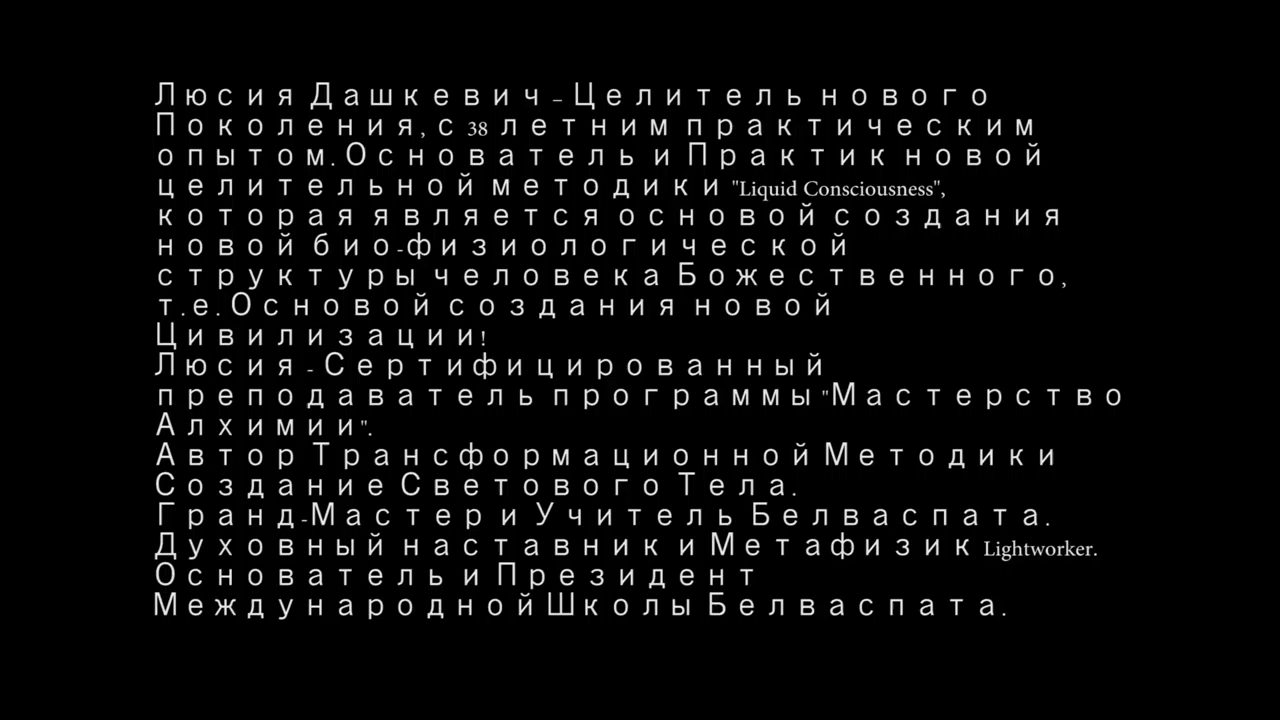 Люсия Дашкевич – Целитель нового
Поколения, с 38 летним практическим
опытом. Основатель и Практик новой
целительной методики "Liquid Consciousness",
которая является основой создания
новой био-физиологической
структуры человека Божественного,
т.е. Основой создания новой
Цивилизации!
Люсия - Сертифицированный
преподаватель программы "Мастерство
Алхимии".
Автор Трансформационной Методики
Создание Светового Тела.
Гранд-Мастер и Учитель Белваспата.
Духовный наставник и Метафизик Lightworker.
Основатель и Президент
Международной Школы Белваспата.